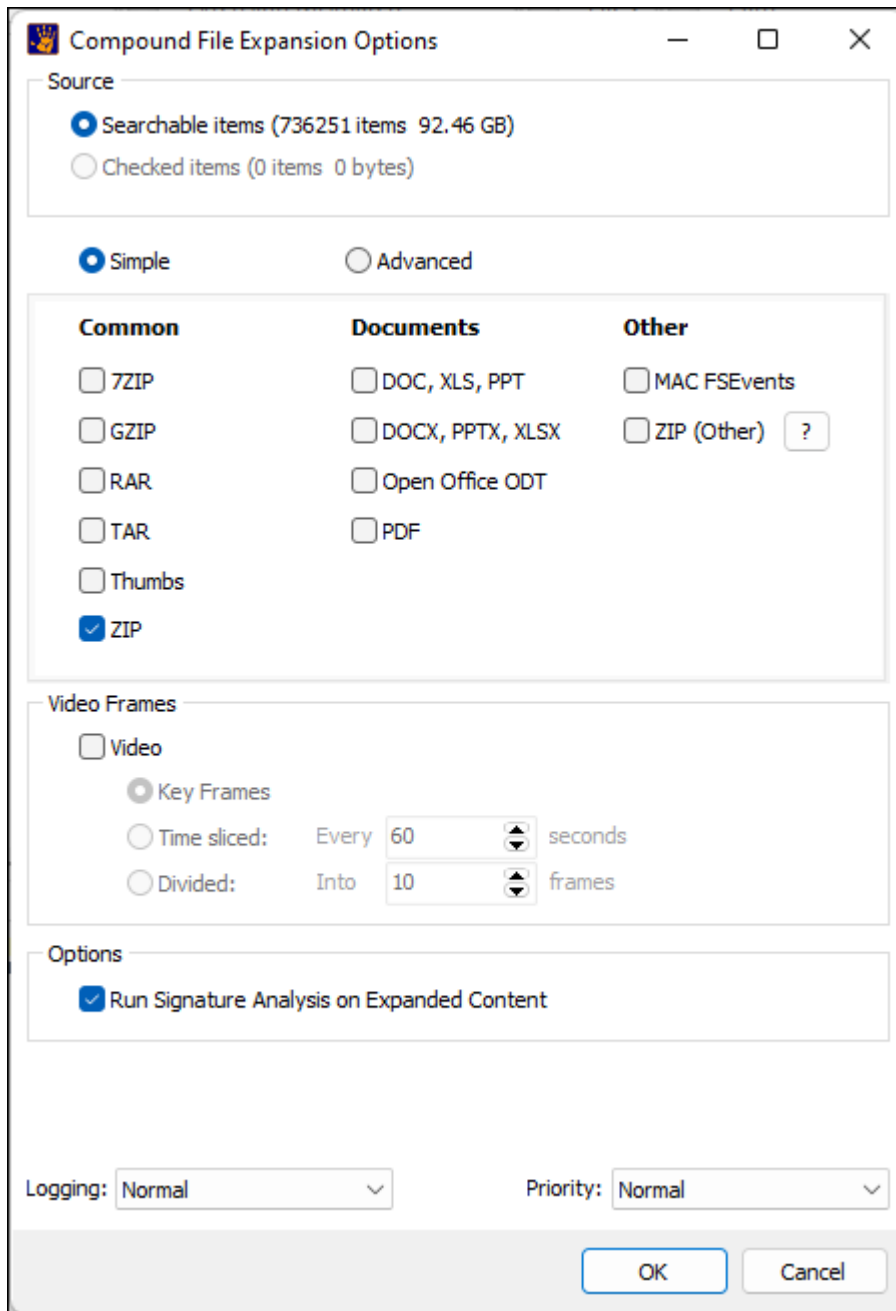 Compound File Expansion Options
Source
Searchable items (736251 items 92.46 GB)
Checked items (0 items 0 bytes)
Simple Advanced
Common Documents Other
7ZIP DOC, XLS, PPT MAC FSEvents
GZIP DOCX, PPTX, XLSX ZIP (Other) ?
RAR Open Office ODT
TAR PDF
Thumbs
ZIP
Video Frames
Video
Key Frames
Time sliced: Every 60 seconds
Divided: Into 10 frames
Options
Run Signature Analysis on Expanded Content
Logging: Normal Priority: Normal
OK Cancel